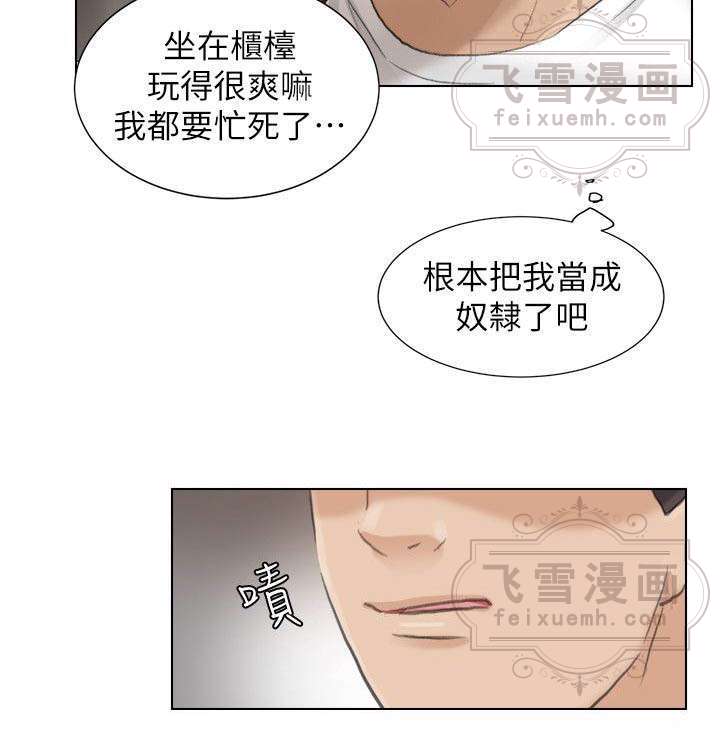 坐在櫃檯
玩得很爽嘛
我都要忙死了…
飞雪漫画
feixuemh.com
根本把我當成
奴隸了吧
嘖
飞雪漫画
feixuemh.com